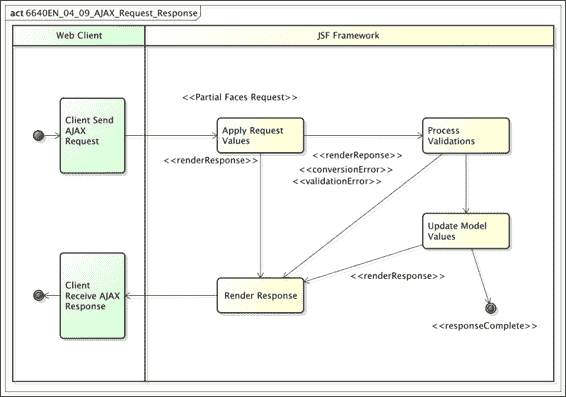 act 6640EN_04_09_AJAX_Request_Response
Web Client
JSF Framework
<<Partial Faces Request>>
Client Send
AJAX
Request
Apply Request
Values
Process
Validations
<<renderResponse>>
<<renderReponse>>
<<conversionError>>
<<validationError>>
Update Model
Values
Client
Receive AJAX
Response
Render Response
<<renderResponse>>
<<responseComplete>>